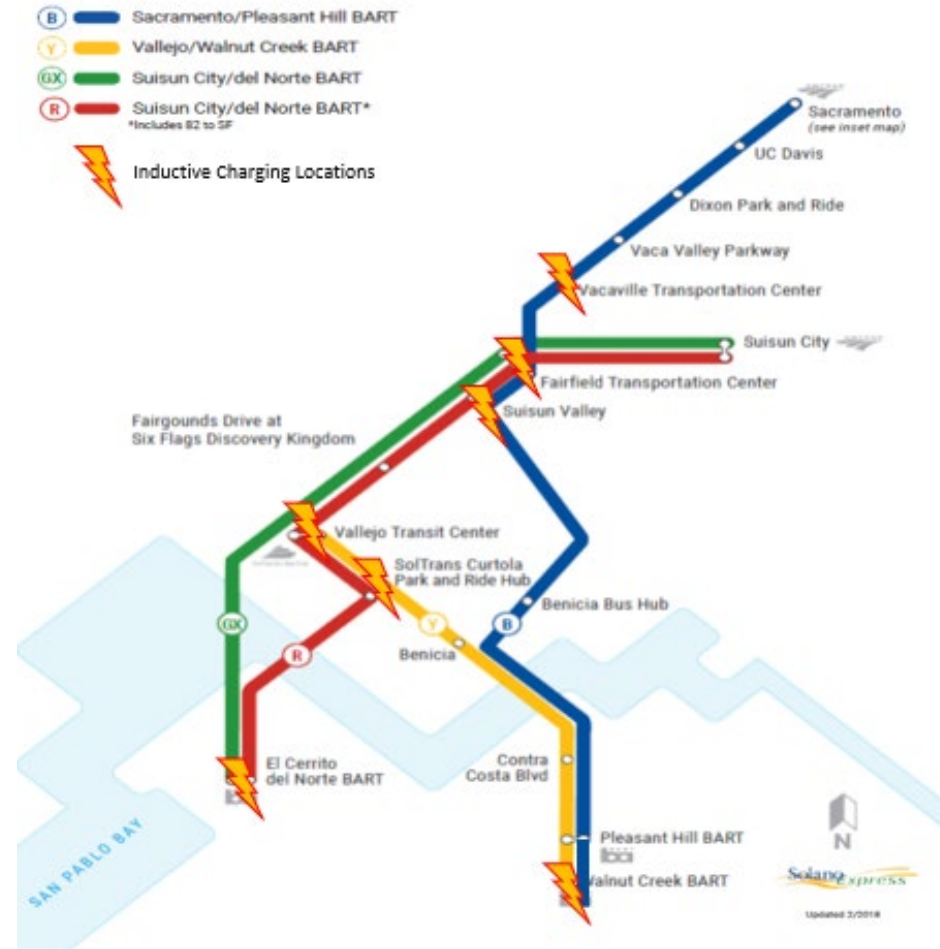 B Sacramento/Pleasant Hill BART
Y Vallejo/Walnut Creek BART
GX Suisun City/del Norte BART
R Suisun City/del Norte BART*
*Includes 82 to SF
Inductive Charging Locations
Sacramento
(see inset map)
UC Davis
Dixon Park and Ride
Vaca Valley Parkway
Vacaville Transportation Center
Suisun City
Fairfield Transportation Center
Suisun Valley
Fairgounds Drive at
Six Flags Discovery Kingdom
Vallejo Transit Center
SolTrans Curtola
Park and Ride Hub
Benicia Bus Hub
GX
Y
B
R
Benicia
El Cerrito
del Norte BART
Contra
Costa Blvd
Pleasant Hill BART
Walnut Creek BART
SAN PABLO BAY
N
Solano Express
Updated 2/2018